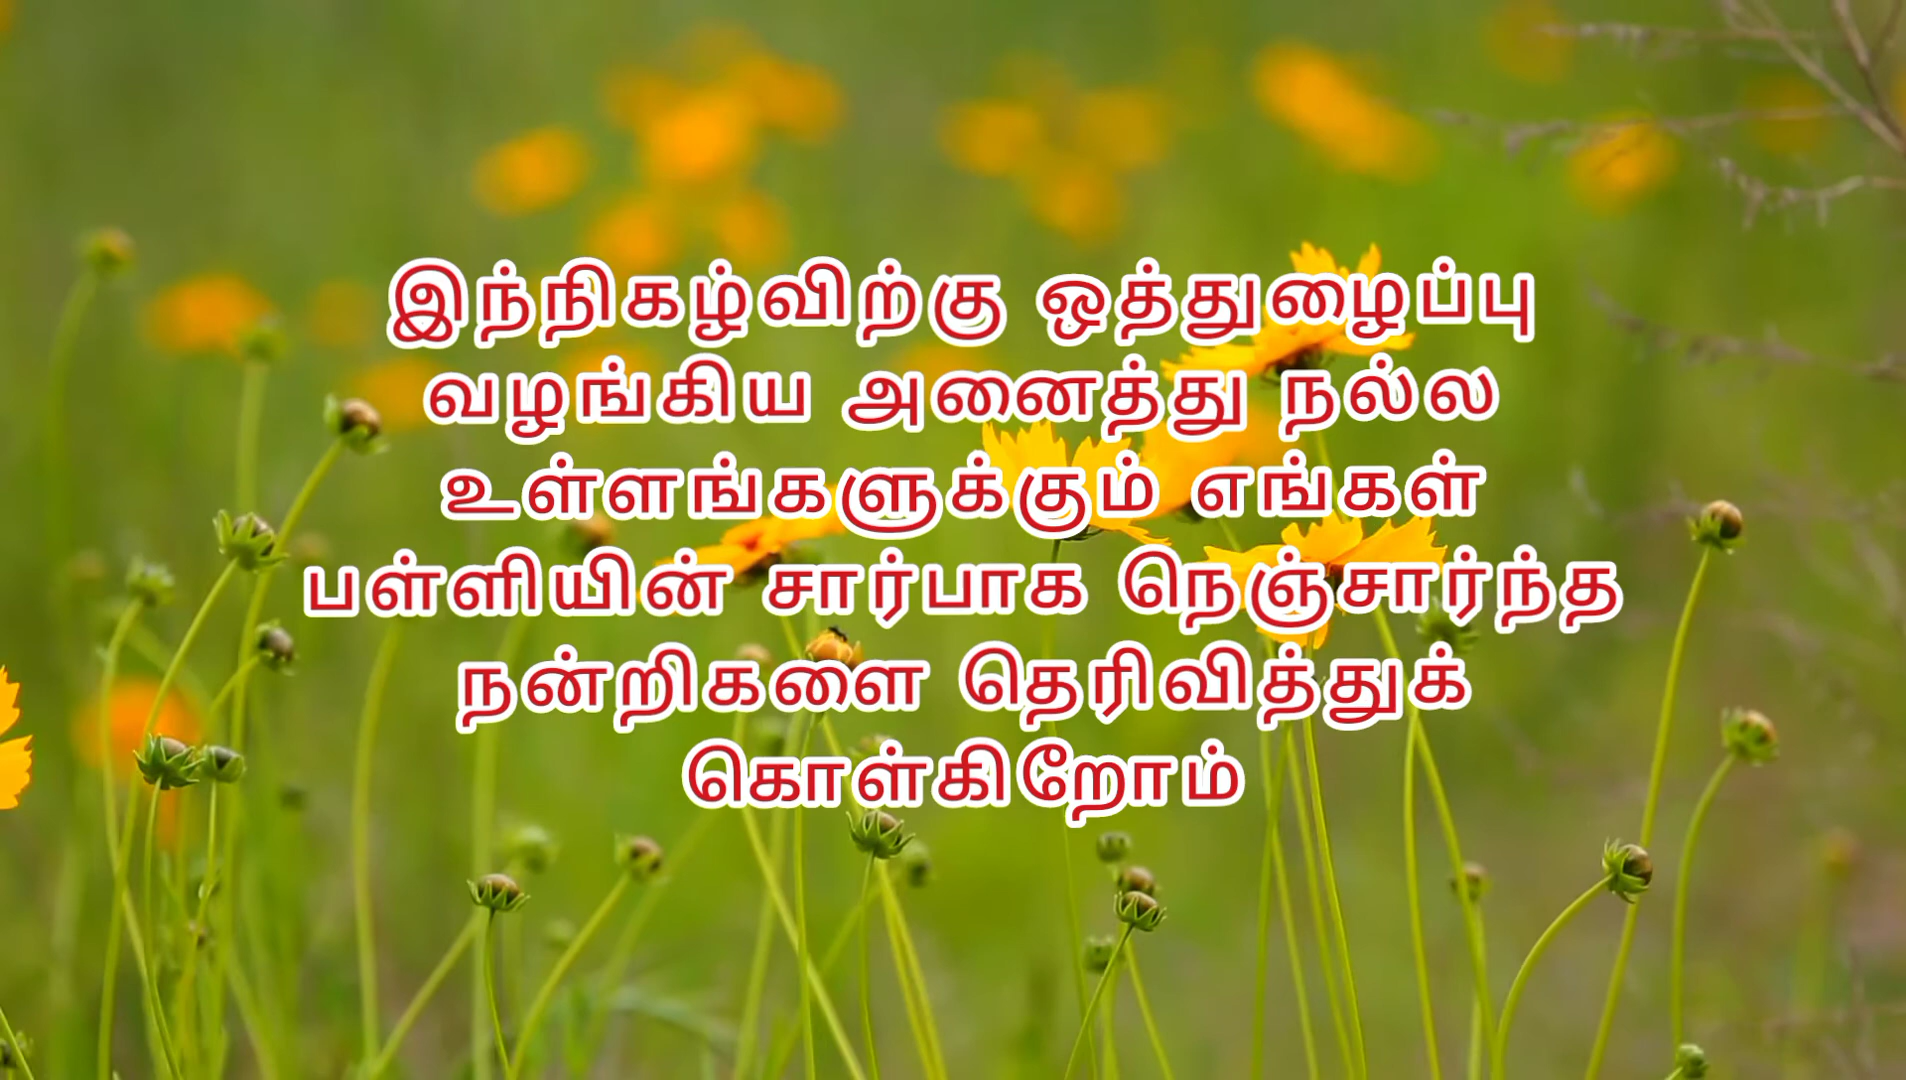 இந்நிகழ்விற்கு ஒத்துழைப்பு
வழங்கிய அனைத்து நல்ல
உள்ளங்களுக்கும் எங்கள்
பள்ளியின் சார்பாக நெஞ்சார்ந்த
நன்றிகளை தெரிவித்துக்
கொள்கிறோம்